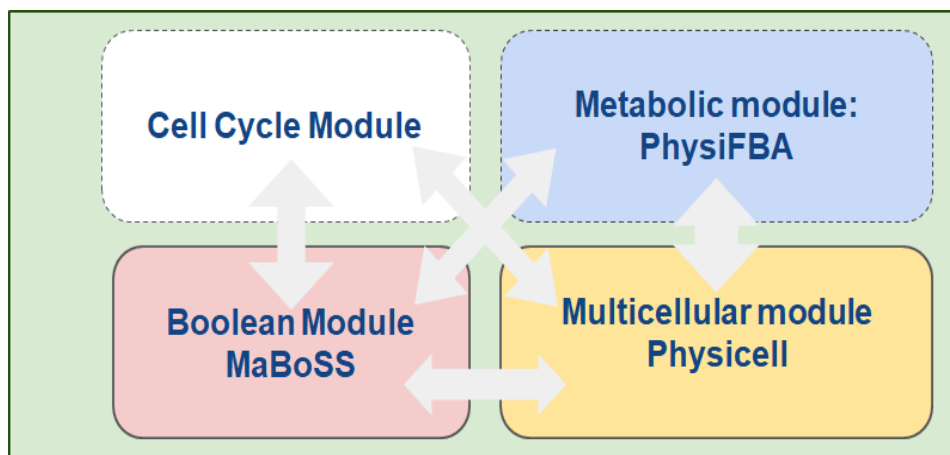 Cell Cycle Module
Metabolic module:
PhysiFBA
Boolean Module
MaBoSS
Multicellular module
Physicell